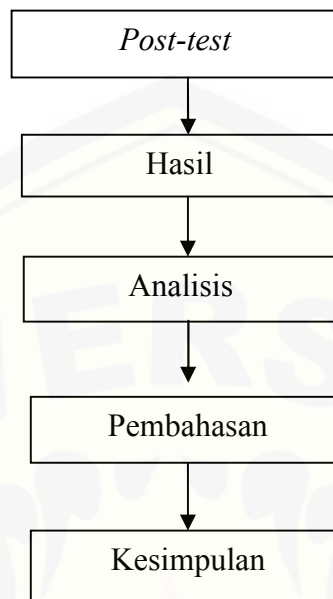 Post-test
Hasil
Analisis
Pembahasan
Kesimpulan